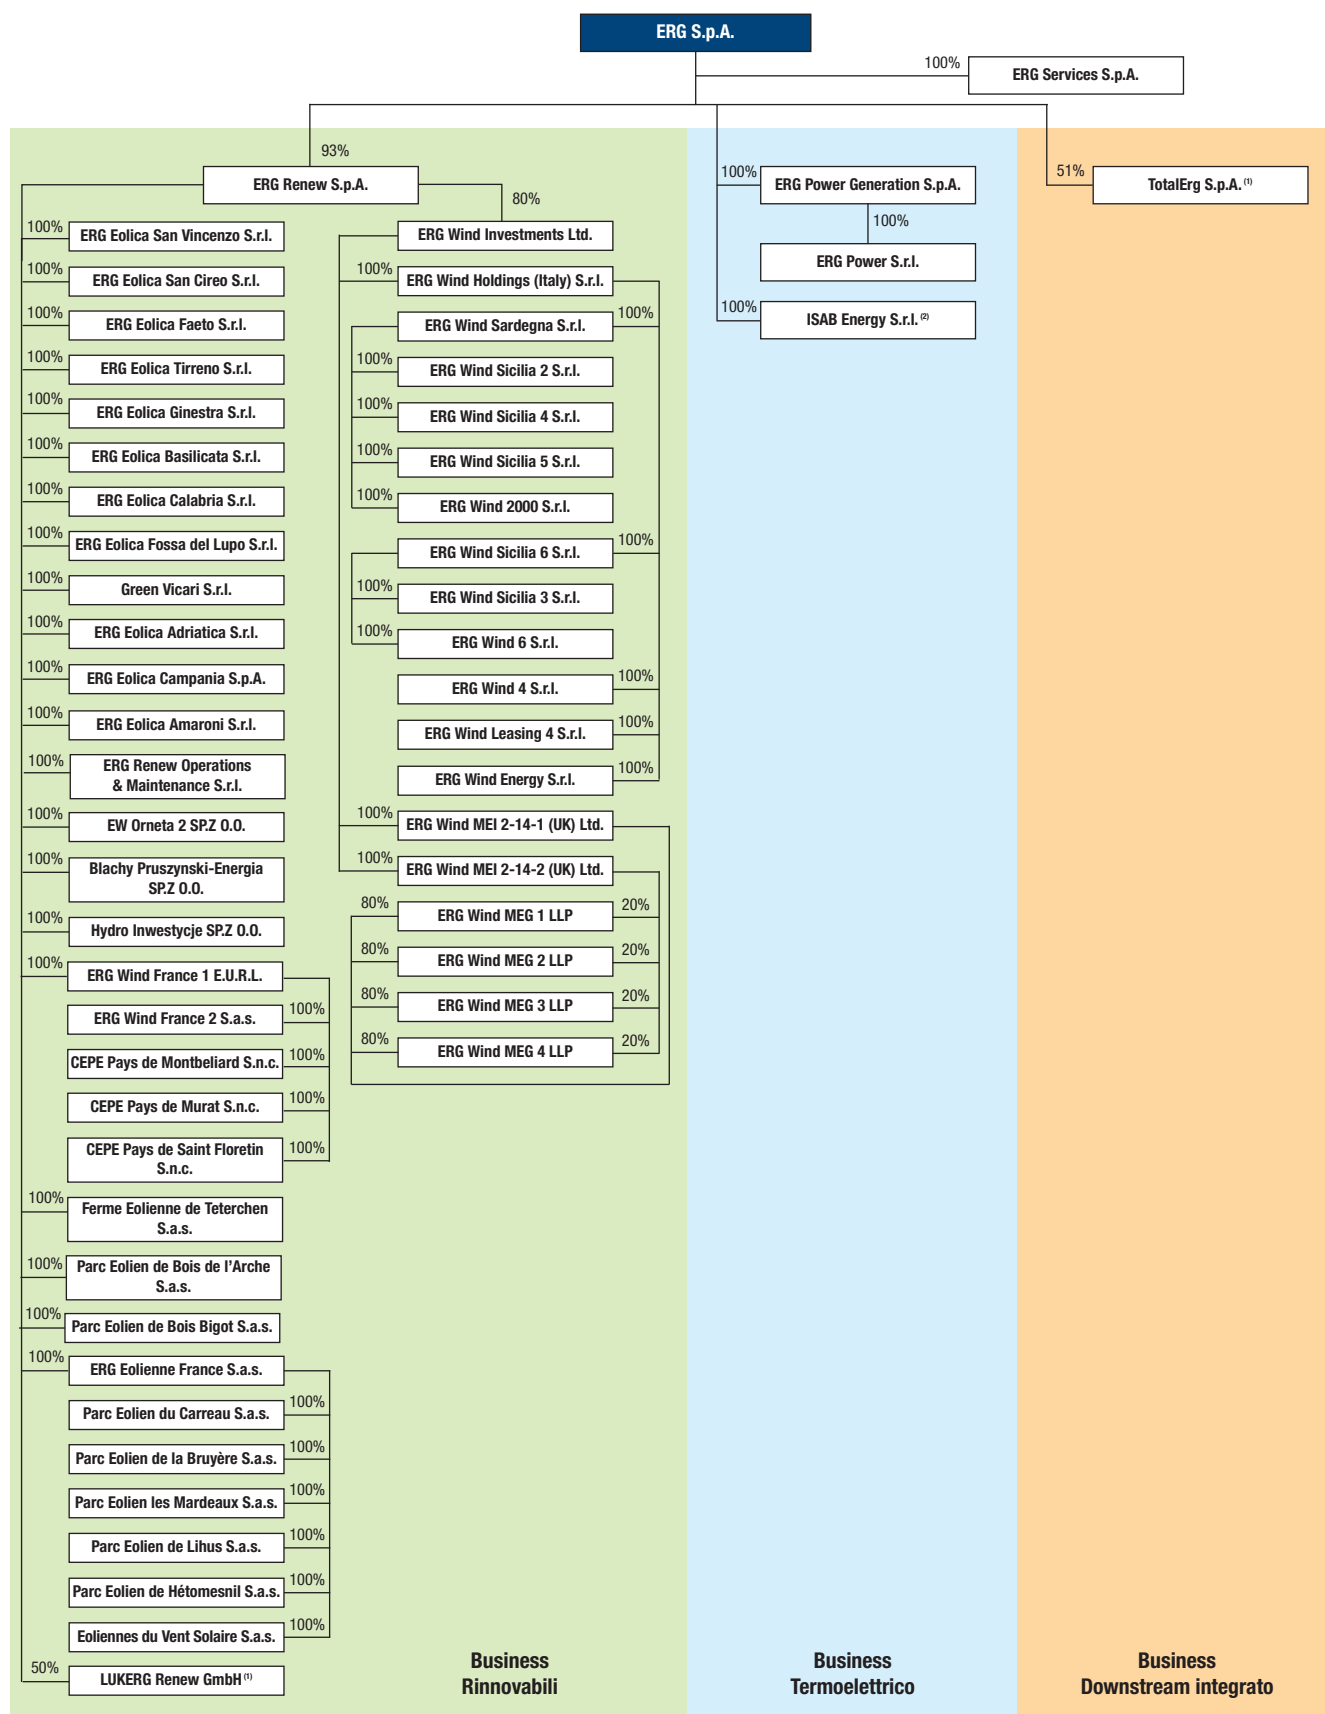 ERG S.p.A.
100%
ERG Services S.p.A.
93%
ERG Renew S.p.A.
80%
100%
ERG Eolica San Vincenzo S.r.l.
100%
ERG Eolica San Cireo S.r.l.
100%
ERG Eolica Faeto S.r.l.
100%
ERG Eolica Tirreno S.r.l.
100%
ERG Eolica Ginestra S.r.l.
100%
ERG Eolica Basilicata S.r.l.
100%
ERG Eolica Calabria S.r.l.
100%
ERG Eolica Fossa del Lupo S.r.l.
100%
Green Vicari S.r.l.
100%
ERG Eolica Adriatica S.r.l.
100%
ERG Eolica Campania S.p.A.
100%
ERG Eolica Amaroni S.r.l.
100%
ERG Renew Operations
& Maintenance S.r.l.
100%
EW Orneta 2 SP.Z O.O.
100%
Blachy Pruszynski-Energia
SP.Z O.O.
100%
Hydro Inwestycje SP.Z O.O.
100%
ERG Wind France 1 E.U.R.L.
100%
ERG Wind France 2 S.a.s.
100%
CEPE Pays de Montbeliard S.n.c.
100%
CEPE Pays de Murat S.n.c.
100%
CEPE Pays de Saint Floretin
S.n.c.
100%
Ferme Eolienne de Teterchen
S.a.s.
100%
Parc Eolien de Bois de l'Arche
S.a.s.
100%
Parc Eolien de Bois Bigot S.a.s.
100%
ERG Eolienne France S.a.s.
100%
Parc Eolien du Carreau S.a.s.
100%
Parc Eolien de la Bruyère S.a.s.
100%
Parc Eolien les Mardeaux S.a.s.
100%
Parc Eolien de Lihus S.a.s.
100%
Parc Eolien de Hétomesnil S.a.s.
100%
Eoliennes du Vent Solaire S.a.s.
50%
LUKERG Renew GmbH (1)
ERG Wind Investments Ltd.
100%
ERG Wind Holdings (Italy) S.r.l.
ERG Wind Sardegna S.r.l.
100%
100%
ERG Wind Sicilia 2 S.r.l.
100%
ERG Wind Sicilia 4 S.r.l.
100%
ERG Wind Sicilia 5 S.r.l.
100%
ERG Wind 2000 S.r.l.
ERG Wind Sicilia 6 S.r.l.
100%
100%
ERG Wind Sicilia 3 S.r.l.
100%
ERG Wind 6 S.r.l.
ERG Wind 4 S.r.l.
100%
ERG Wind Leasing 4 S.r.l.
100%
ERG Wind Energy S.r.l.
100%
100%
ERG Wind MEI 2-14-1 (UK) Ltd.
100%
ERG Wind MEI 2-14-2 (UK) Ltd.
80%
ERG Wind MEG 1 LLP
20%
80%
ERG Wind MEG 2 LLP
20%
80%
ERG Wind MEG 3 LLP
20%
80%
ERG Wind MEG 4 LLP
20%
Business
Rinnovabili
100%
ERG Power Generation S.p.A.
100%
ERG Power S.r.l.
100%
ISAB Energy S.r.l. (2)
Business
Termoelettrico
51%
TotalErg S.p.A. (1)
Business
Downstream integrato